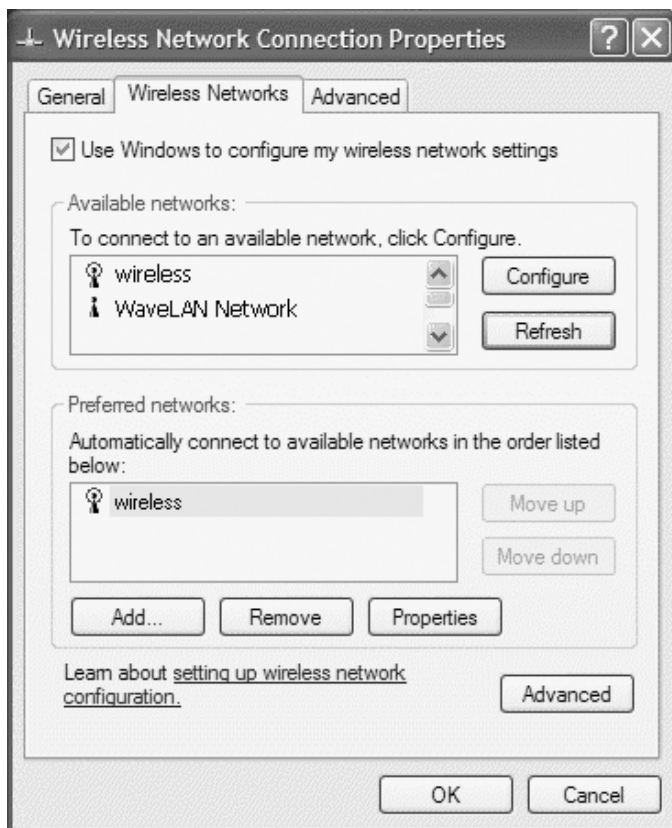 Wireless Network Connection Properties
General Wireless Networks Advanced
Use Windows to configure my wireless network settings
Available networks:
To connect to an available network, click Configure.
wireless
WaveLAN Network
Configure
Refresh
Preferred networks:
Automatically connect to available networks in the order listed
below:
wireless
Move up
Move down
Add... Remove Properties
Learn about setting up wireless network
configuration.
Advanced
OK Cancel